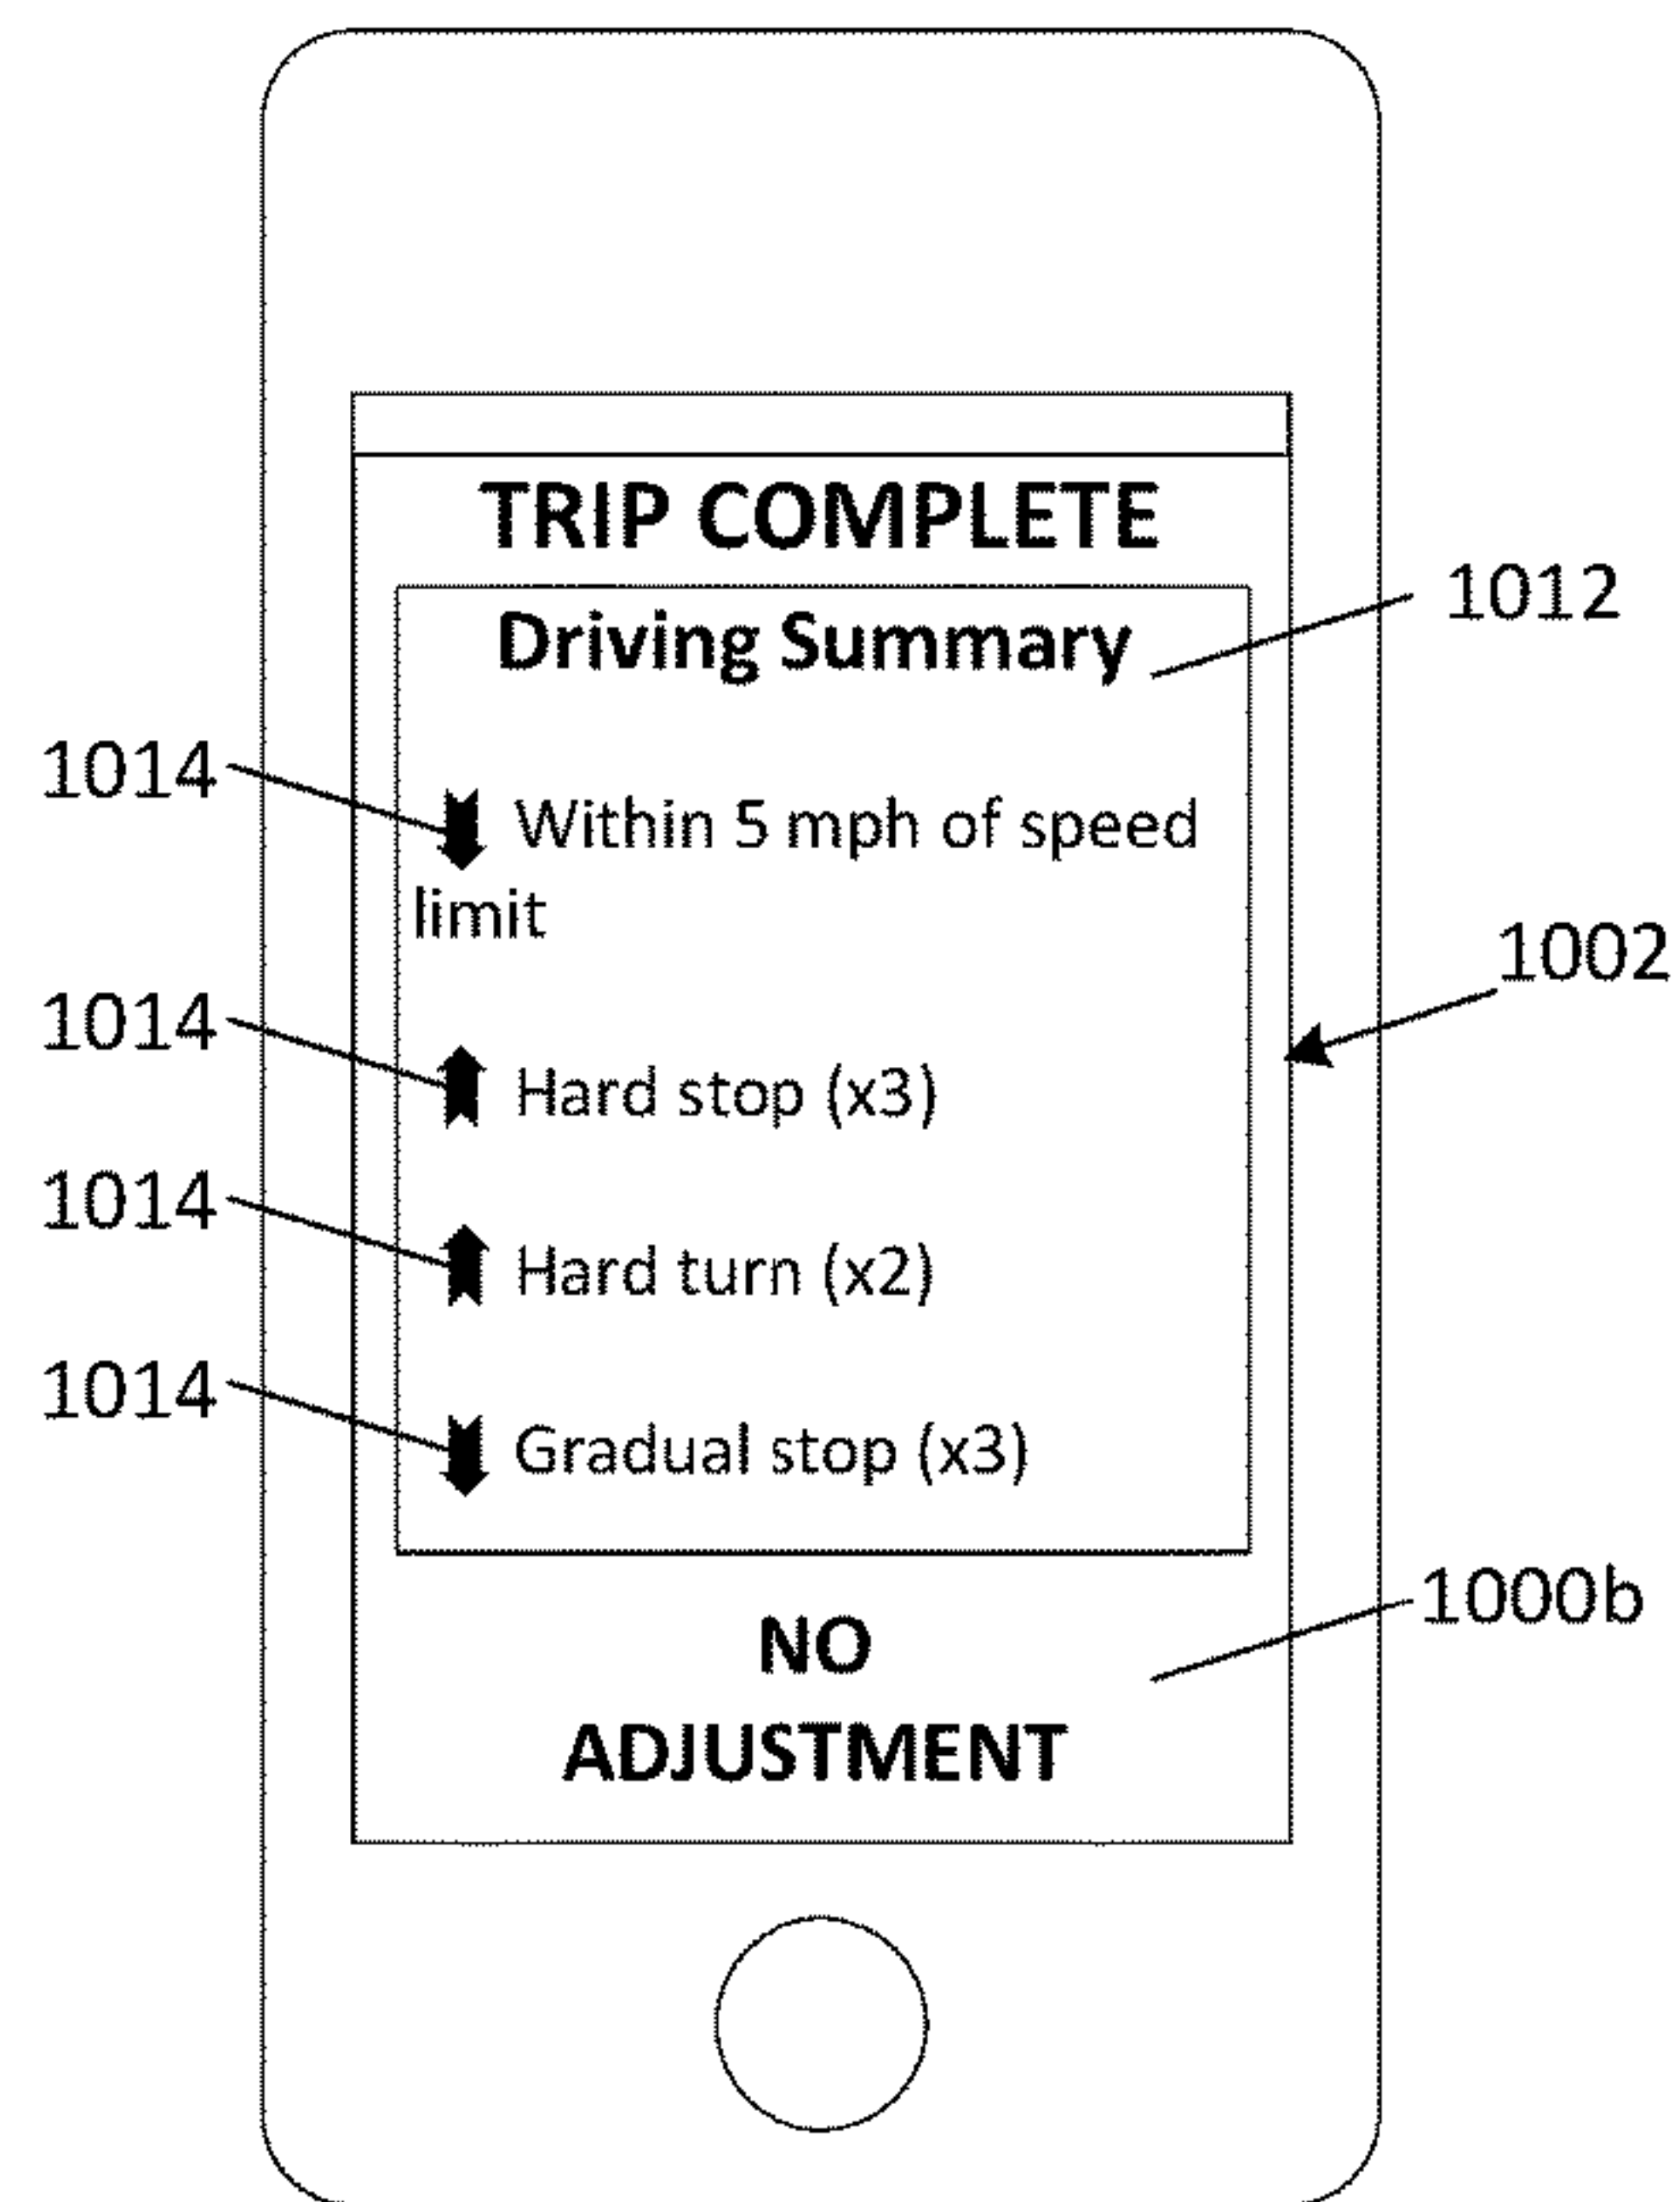 TRIP COMPLETE
1012
Driving Summary
1014
Within 5 mph of speed
limit
1002
1014
Hard stop (x3)
1014
Hard turn (x2)
1014
Gradual stop (x3)
1000b
NO
ADJUSTMENT